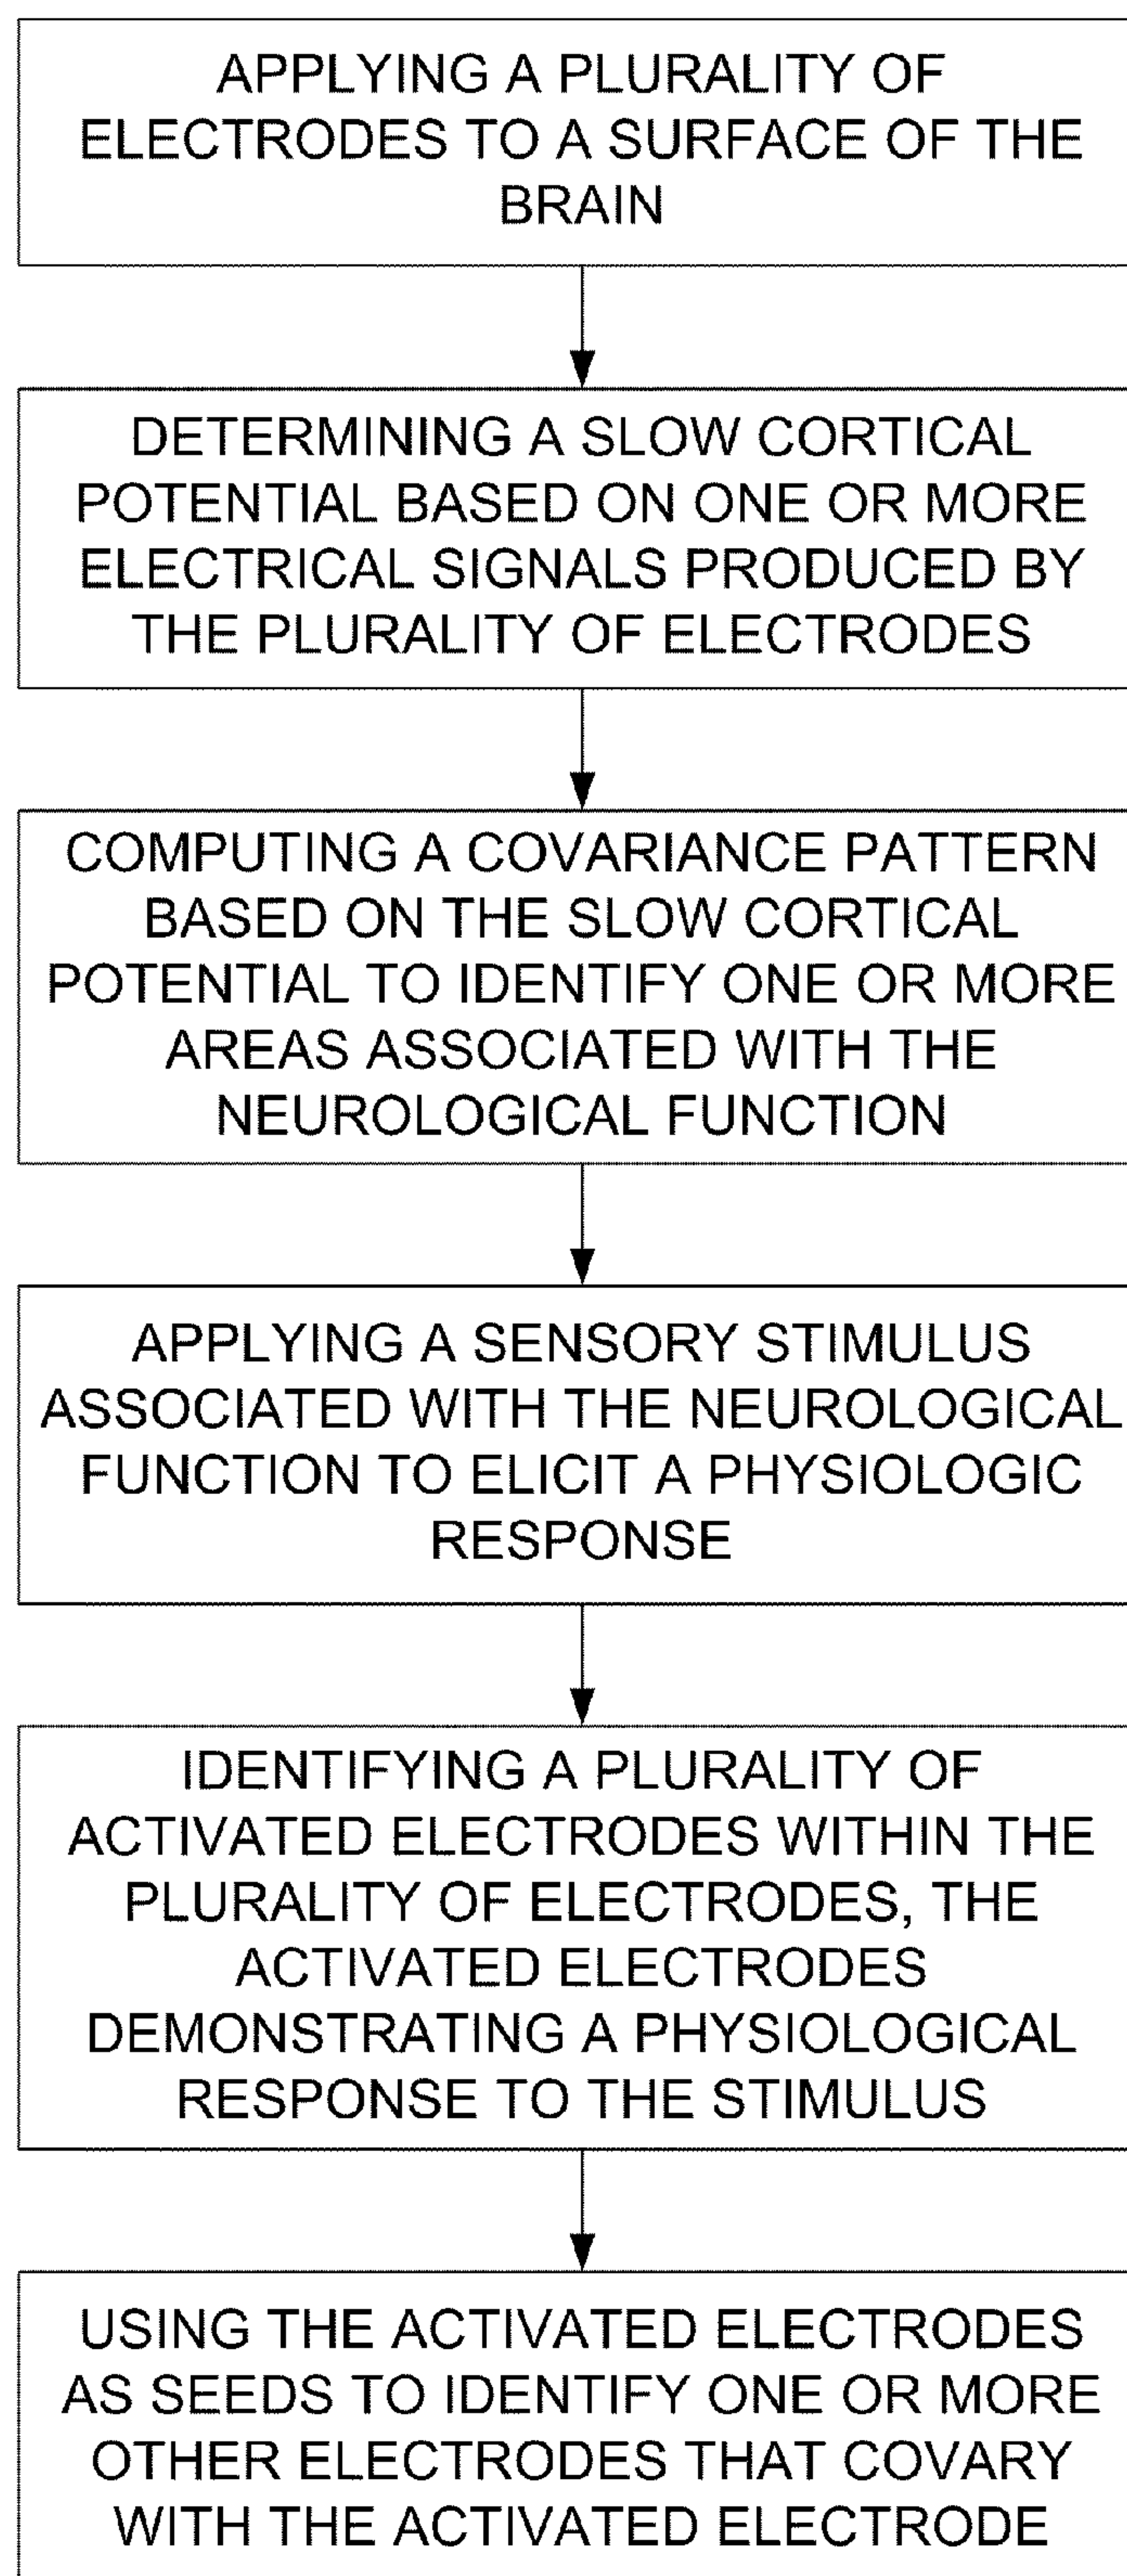 APPLYING A PLURALITY OF
ELECTRODES TO A SURFACE OF THE
BRAIN
DETERMINING A SLOW CORTICAL
POTENTIAL BASED ON ONE OR MORE
ELECTRICAL SIGNALS PRODUCED BY
THE PLURALITY OF ELECTRODES
COMPUTING A COVARIANCE PATTERN
BASED ON THE SLOW CORTICAL
POTENTIAL TO IDENTIFY ONE OR MORE
AREAS ASSOCIATED WITH THE
NEUROLOGICAL FUNCTION
APPLYING A SENSORY STIMULUS
ASSOCIATED WITH THE NEUROLOGICAL
FUNCTION TO ELICIT A PHYSIOLOGIC
RESPONSE
IDENTIFYING A PLURALITY OF
ACTIVATED ELECTRODES WITHIN THE
PLURALITY OF ELECTRODES, THE
ACTIVATED ELECTRODES
DEMONSTRATING A PHYSIOLOGICAL
RESPONSE TO THE STIMULUS
USING THE ACTIVATED ELECTRODES
AS SEEDS TO IDENTIFY ONE OR MORE
OTHER ELECTRODES THAT COVARY
WITH THE ACTIVATED ELECTRODE